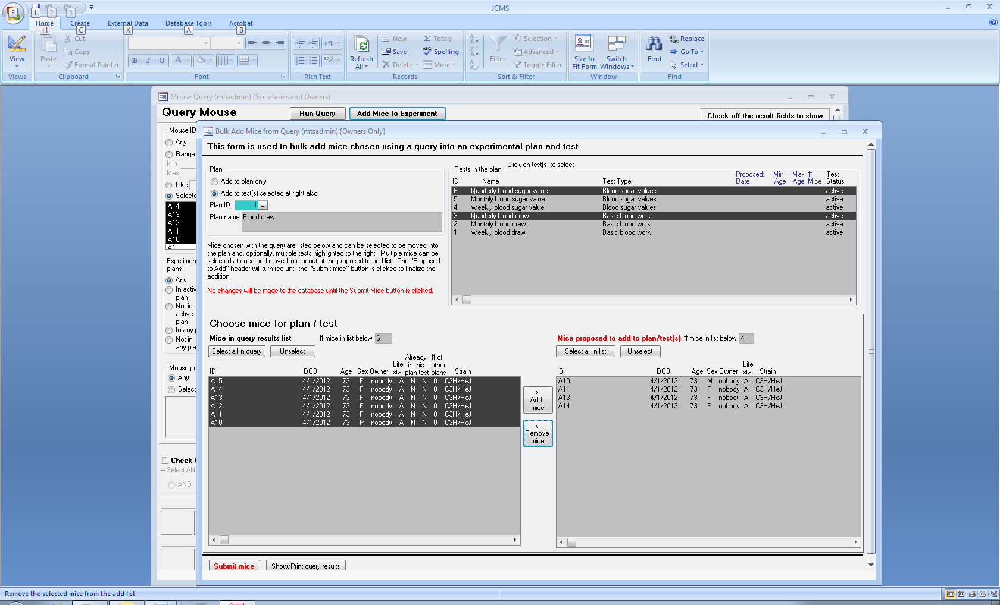 JCMS
F
1
2
3
Home
Create
External Data
Database Tools
Acrobat
H
C
X
A
B
View
Paste
Cut
Copy
Format Painter
B I U
A
Refresh
All
New
Save
Delete
Totals
Spelling
More
Filter
Selection
Advanced
Toggle Filter
Size to
Fit Form
Switch
Windows
Find
Replace
Go To
Select
Views
Clipboard
Font
Rich Text
Records
Sort & Filter
Window
Find
Mouse Query (mtsadmin) {Secretaries and Owners}
Query Mouse
Run Query
Add Mice to Experiment
Check off the result fields to show
Mouse ID
Any
Range
Min
Max
Like
Selecte
A14
A13
A12
A11
A10
A1
Experimen
plans
Any
In activ
plan
Not in
active
plan
In any p
Not in
any pla
Mouse pr
Any
Select
Check
Select AN
AND
Bulk Add Mice from Query (mtsadmin) {Owners Only}
This form is used to bulk add mice chosen using a query into an experimental plan and test
Plan
Add to plan only
Add to test(s) selected at right also
Plan ID 1
Plan name Blood draw
Mice chosen with the query are listed below and can be selected to be moved into
the plan and, optionally, multiple tests highlighted to the right. Multiple mice can be
selected at once and moved into or out of the proposed to add list. The "Proposed
to Add" header will turn red until the "Submit mice" button is clicked to finalize the
addition.
No changes will be made to the database until the Submit Mice button is clicked.
Click on test(s) to select
Tests in the plan
Proposed: Min Max # Test
ID Name Test Type Date Age Age Mice Status
6 Quarterly blood sugar value Blood sugar values active
5 Monthly blood sugar value Blood sugar values active
4 Weekly blood sugar value Blood sugar values active
3 Quarterly blood draw Basic blood work active
2 Monthly blood draw Basic blood work active
1 Weekly blood draw Basic blood work active
Choose mice for plan / test
Mice in query results list # mice in list below 6
Select all in query
Unselect
Already # of
Life in this other
ID DOB Age Sex Owner stat plan test plans Strain
A15 4/1/2012 73 F nobody A N N 0 C3H/HeJ
A14 4/1/2012 73 F nobody A N N 0 C3H/HeJ
A13 4/1/2012 73 F nobody A N N 0 C3H/HeJ
A12 4/1/2012 73 F nobody A N N 0 C3H/HeJ
A11 4/1/2012 73 F nobody A N N 0 C3H/HeJ
A10 4/1/2012 73 M nobody A N N 0 C3H/HeJ
>
Add
mice
<
Remove
mice
Mice proposed to add to plan/test(s) # mice in list below 4
Select all in list
Unselect
Life
ID DOB Age Sex Owner stat Strain
A10 4/1/2012 73 M nobody A C3H/HeJ
A11 4/1/2012 73 F nobody A C3H/HeJ
A13 4/1/2012 73 F nobody A C3H/HeJ
A14 4/1/2012 73 F nobody A C3H/HeJ
Submit mice
Show/Print query results
Remove the selected mice from the add list.